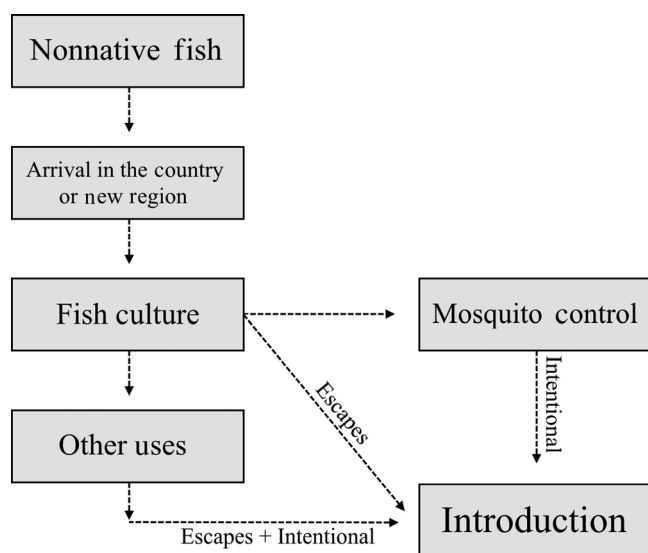 Nonnative fish
Arrival in the country
or new region
Fish culture
Mosquito control
Escapes
Intentional
Other uses
Escapes + Intentional
Introduction